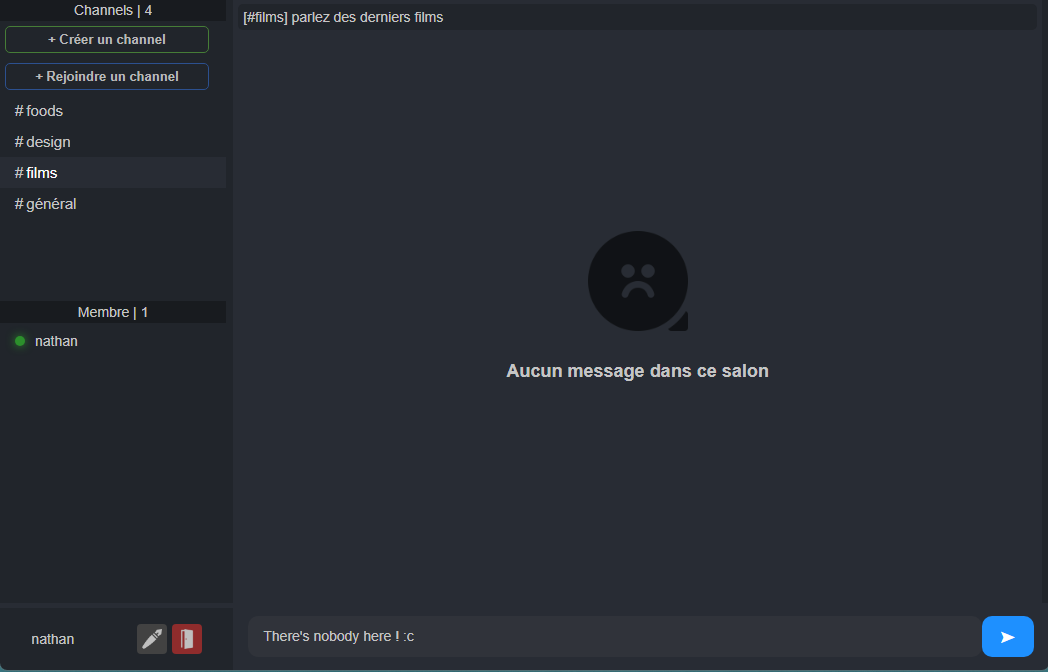 Channels | 4
+ Créer un channel
+ Rejoindre un channel
# foods
# design
# films
# général
Membre | 1
nathan
nathan
[#films] parlez des derniers films
Aucun message dans ce salon
There's nobody here ! :c